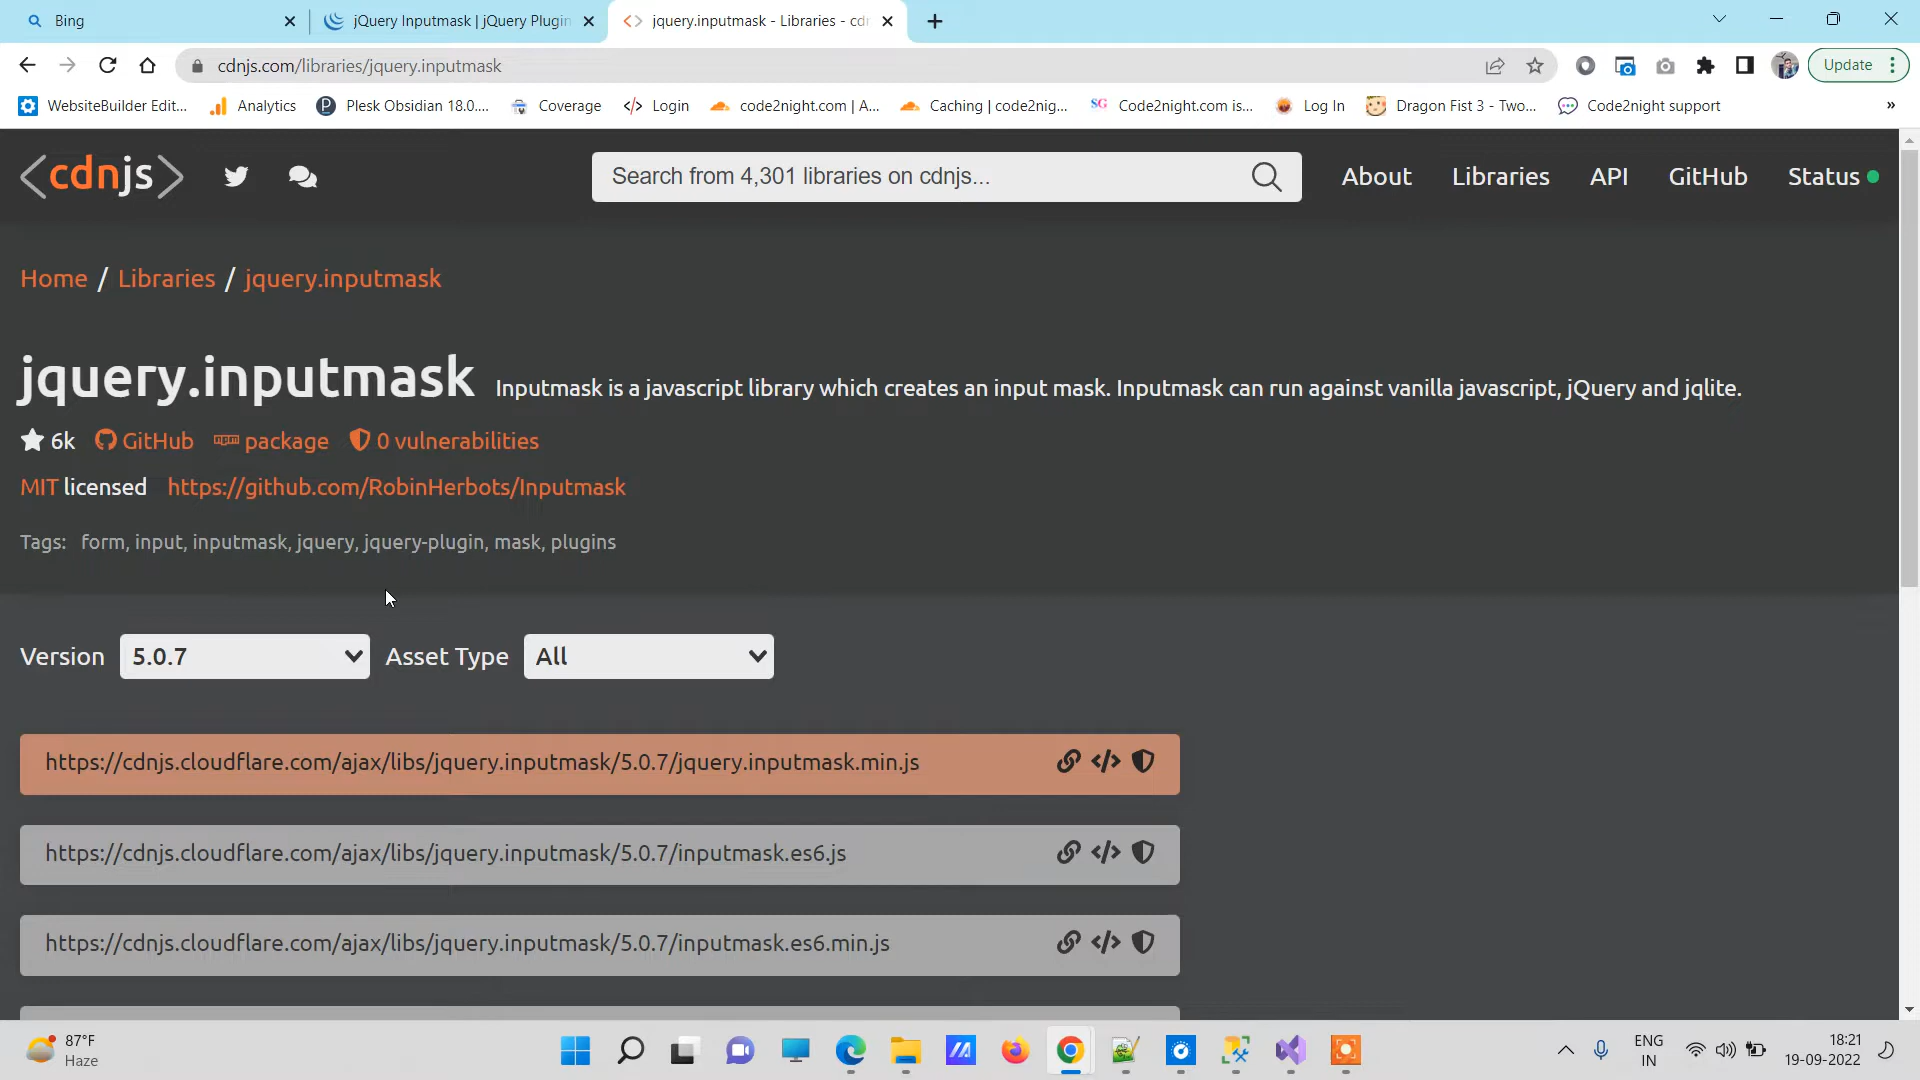 Bing
jQuery Inputmask | jQuery Plugin
jquery.inputmask - Libraries - cdn
cdnjs.com/libraries/jquery.inputmask
Update
WebsiteBuilder Edit...
Analytics
Plesk Obsidian 18.0....
Coverage
Login
code2night.com | A...
Caching | code2nig...
SG
Code2night.com is...
Log In
Dragon Fist 3 - Two...
Code2night support
»
<cdnjs>
Search from 4,301 libraries on cdnjs...
About
Libraries
API
GitHub
Status
Home / Libraries / jquery.inputmask
jquery.inputmask Inputmask is a javascript library which creates an input mask. Inputmask can run against vanilla javascript, jQuery and jqlite.
6k GitHub npm package 0 vulnerabilities
MIT licensed https://github.com/RobinHerbots/Inputmask
Tags: form, input, inputmask, jquery, jquery-plugin, mask, plugins
Version 5.0.7 Asset Type All
https://cdnjs.cloudflare.com/ajax/libs/jquery.inputmask/5.0.7/jquery.inputmask.min.js
https://cdnjs.cloudflare.com/ajax/libs/jquery.inputmask/5.0.7/inputmask.es6.js
https://cdnjs.cloudflare.com/ajax/libs/jquery.inputmask/5.0.7/inputmask.es6.min.js
87°F
Haze
ENG
IN
18:21
19-09-2022